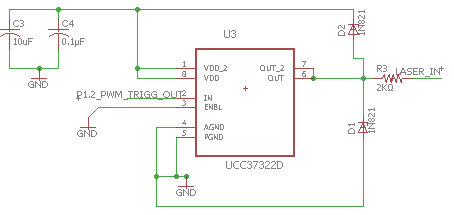 C3
10uF
C4
0.1µF
GND
U3
D2
1N821
1
VDD_2
8
VDD
OUT_2
7
OUT
6
R3
2KΩ
LASER_IN
P1.2_PWM_TRIGG_OUT
2
IN
3
ENBL
GND
4
AGND
5
PGND
D1
1N821
UCC37322D
GND